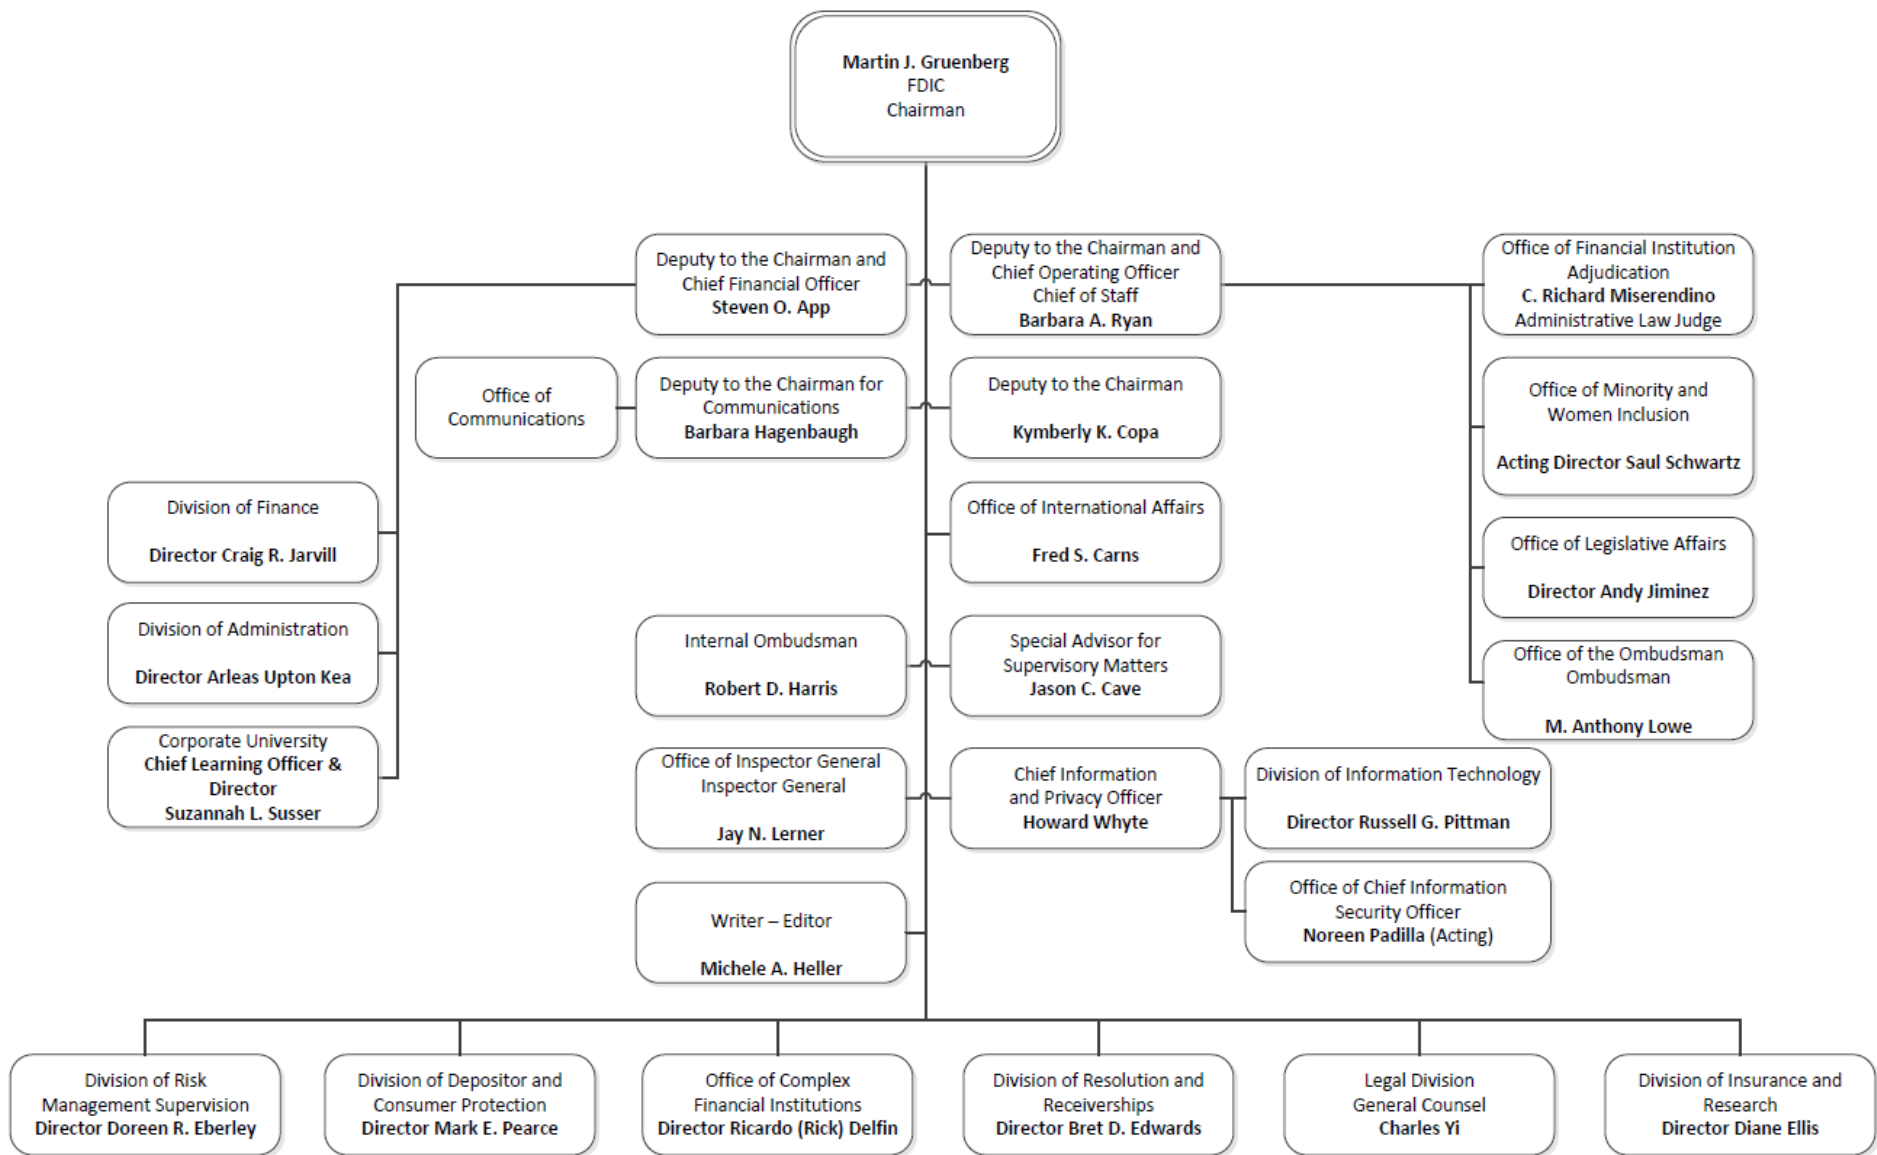 Martin J. Gruenberg
FDIC
Chairman
Deputy to the Chairman and
Chief Financial Officer
Steven O. App
Deputy to the Chairman and
Chief Operating Officer
Chief of Staff
Barbara A. Ryan
Office of Financial Institution
Adjudication
C. Richard Miserendino
Administrative Law Judge
Office of
Communications
Deputy to the Chairman for
Communications
Barbara Hagenbaugh
Deputy to the Chairman
Kymberly K. Copa
Office of Minority and
Women Inclusion
Acting Director Saul Schwartz
Division of Finance
Director Craig R. Jarvill
Office of International Affairs
Fred S. Carns
Office of Legislative Affairs
Director Andy Jiminez
Division of Administration
Director Arleas Upton Kea
Internal Ombudsman
Robert D. Harris
Special Advisor for
Supervisory Matters
Jason C. Cave
Office of the Ombudsman
Ombudsman
M. Anthony Lowe
Corporate University
Chief Learning Officer &
Director
Suzannah L. Susser
Office of Inspector General
Inspector General
Jay N. Lerner
Chief Information
and Privacy Officer
Howard Whyte
Division of Information Technology
Director Russell G. Pittman
Office of Chief Information
Security Officer
Noreen Padilla (Acting)
Writer – Editor
Michele A. Heller
Division of Risk
Management Supervision
Director Doreen R. Eberley
Division of Depositor and
Consumer Protection
Director Mark E. Pearce
Office of Complex
Financial Institutions
Director Ricardo (Rick) Delfin
Division of Resolution and
Receiverships
Director Bret D. Edwards
Legal Division
General Counsel
Charles Yi
Division of Insurance and
Research
Director Diane Ellis